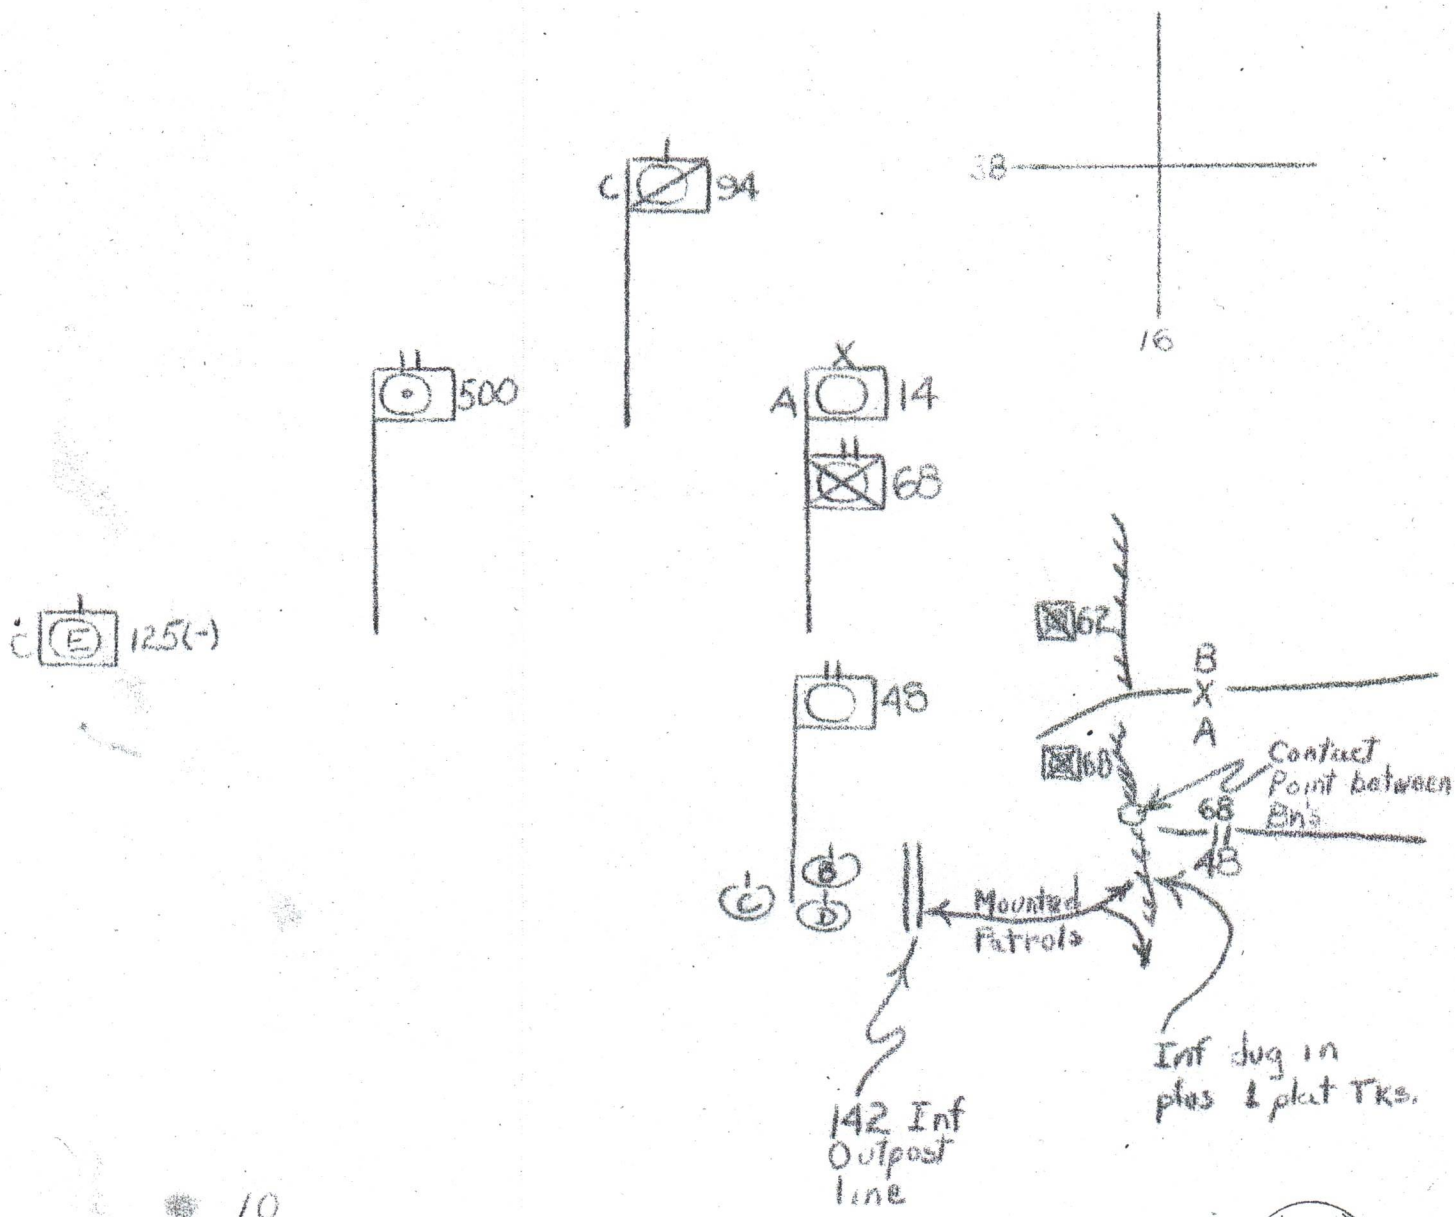 C 94
38
16
500
A X 14
68
C E 125(-)
62
48
B
X
A
68
Contact
Point between
Bn's
68
48
B
C
D
Mounted
Patrols
Inf dug in
plus 1 plat Tks.
142 Inf
Outpost
line
10